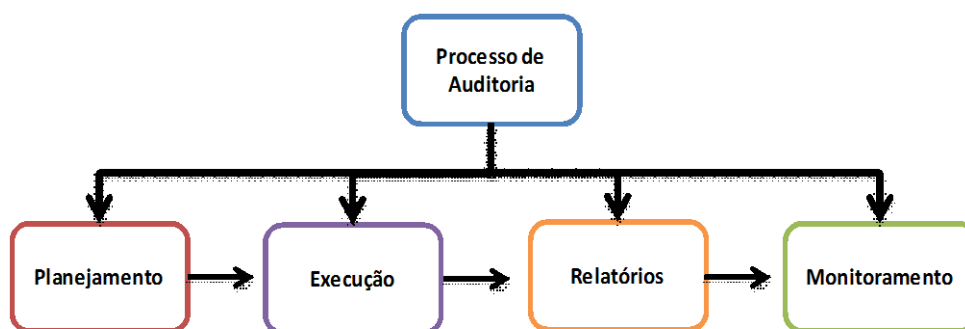 Processo de
Auditoria
Planejamento
Execução
Relatórios
Monitoramento